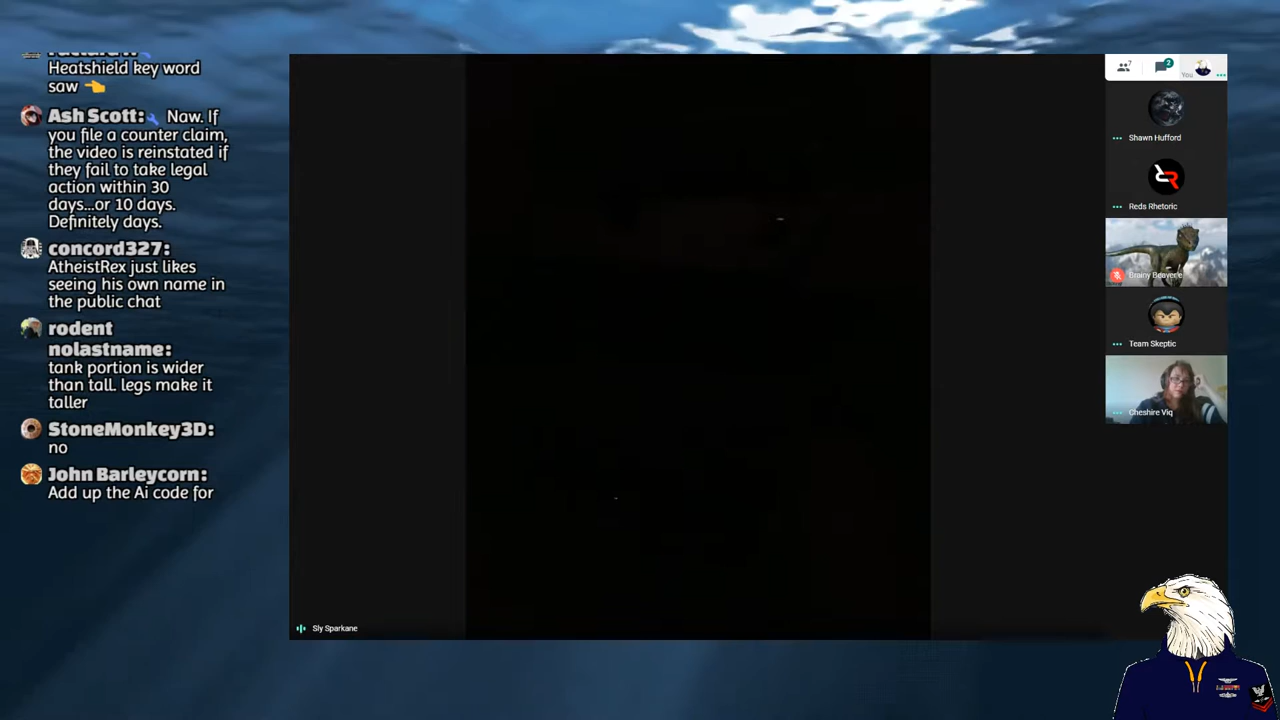 Heatshield key word
saw 👈
Ash Scott: Naw. If
you file a counter claim,
the video is reinstated if
they fail to take legal
action within 30
days...or 10 days.
Definitely days.
concord327:
AtheistRex just likes
seeing his own name in
the public chat
rodent
nolastname:
tank portion is wider
than tall. legs make it
taller
StoneMonkey3D:
no
John Barleycorn:
Add up the Ai code for
Sly Sparkane
7
2
You
Shawn Hufford
Reds Rhetoric
Team Skeptic
Cheshire Viq